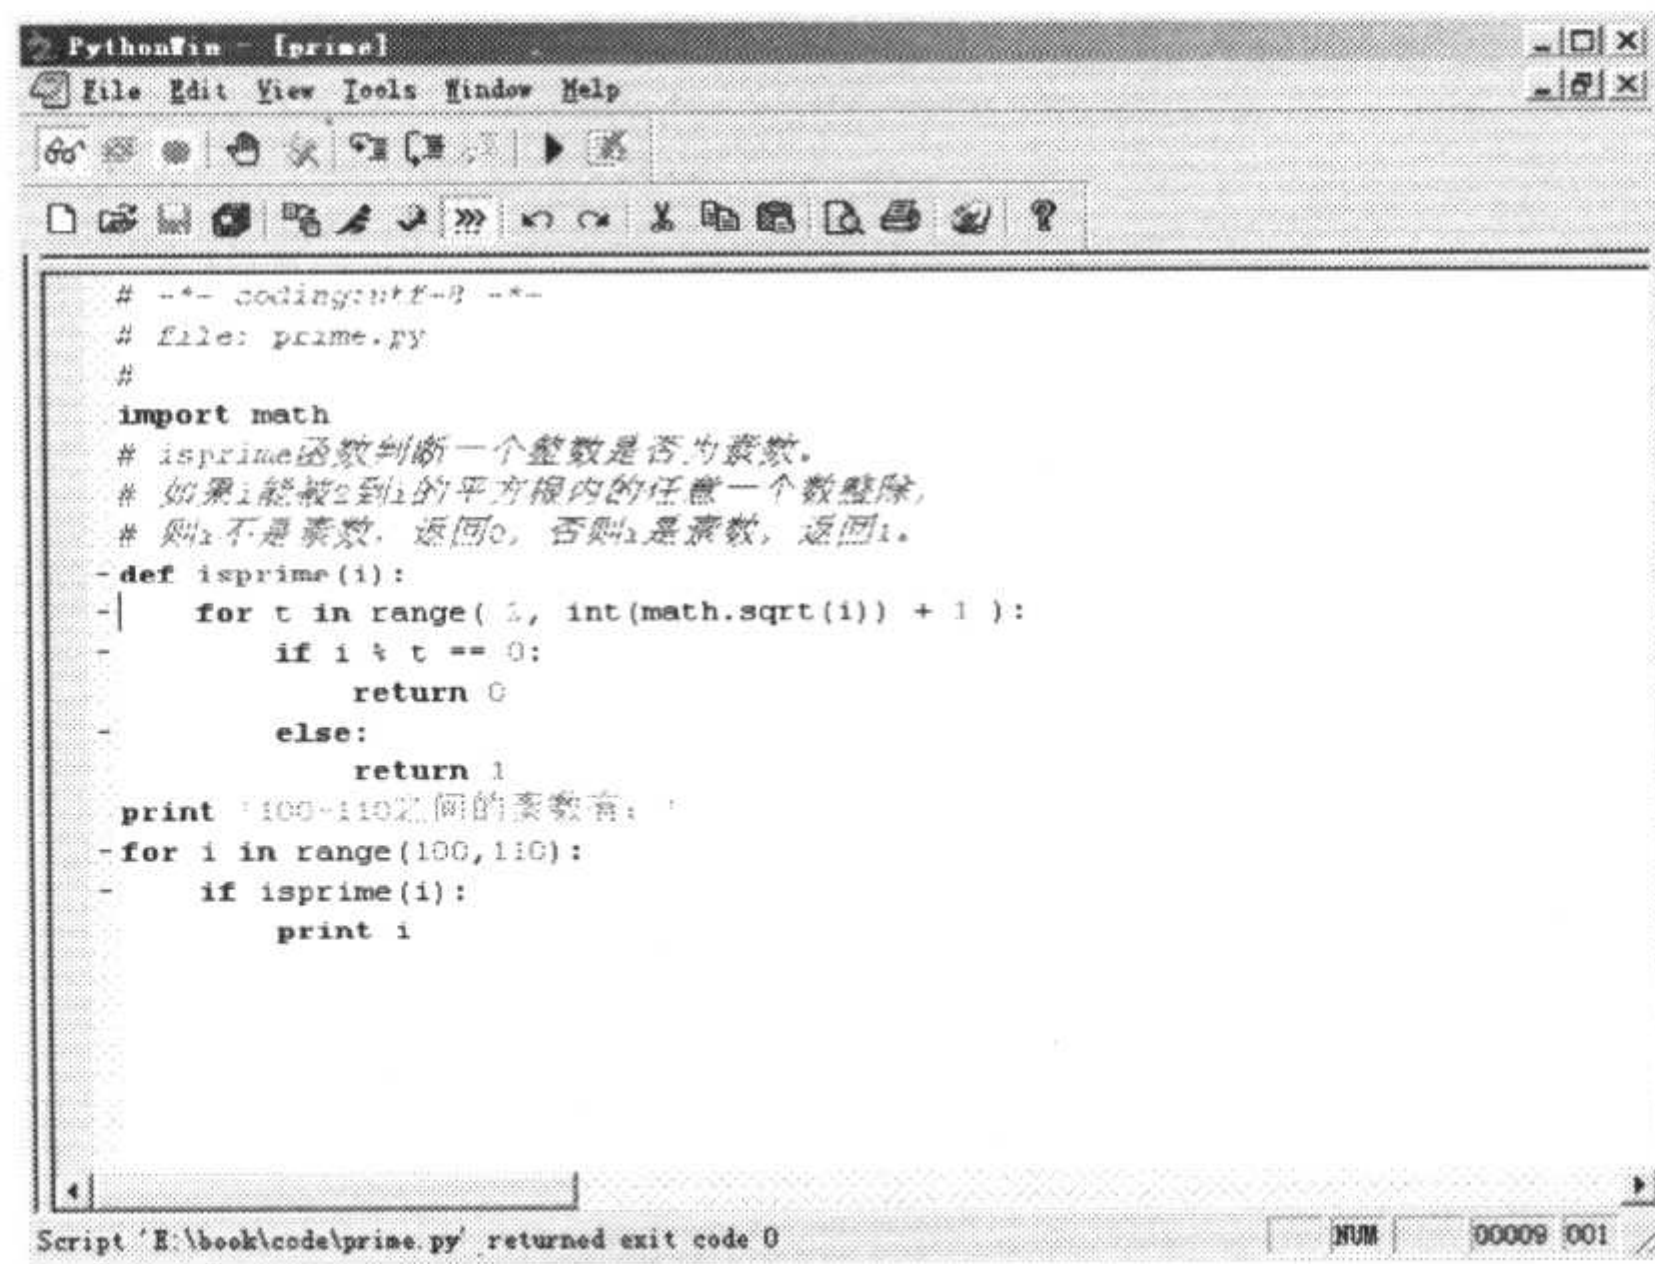 PythonWin - [prime]
File Edit View Tools Window Help
# -*- coding:utf-8 -*-
# file: prime.py
#
import math
# isprime函数判断一个整数是否为素数。
# 如果i能被2到i的平方根内的任意一个数整除,
# 则i不是素数, 返回0, 否则i是素数, 返回1。
def isprime(i):
for t in range( , int(math.sqrt(i)) + 1 ):
if i % t == 0:
return 0
else:
return 1
print '100-110之间的素数有: '
for i in range(100,110):
if isprime(i):
print i
Script 'E:\book\code\prime.py' returned exit code 0
NUM 00009 001